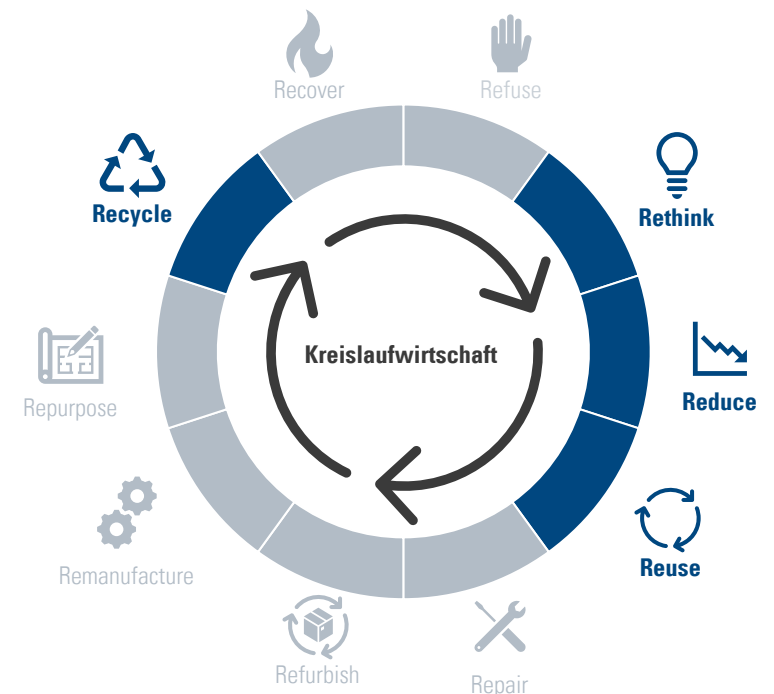 Recover
Refuse
Recycle
Rethink
Kreislaufwirtschaft
Repurpose
Reduce
Remanufacture
Reuse
Refurbish
Repair